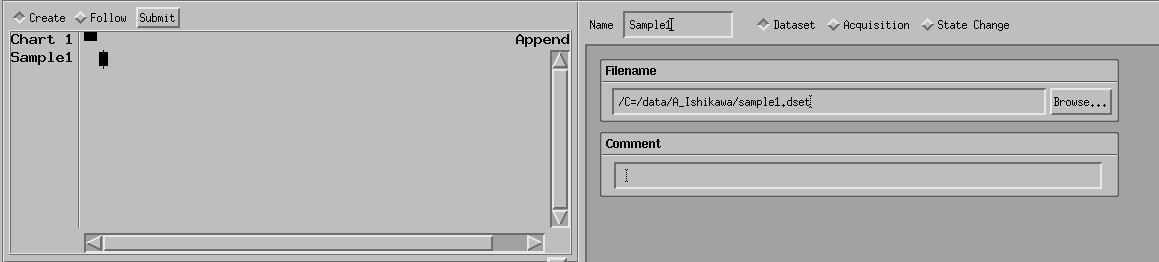 Create Follow Submit
Chart 1 Append
Sample1
Name Sample1 Dataset Acquisition State Change
Filename
/C=/data/A_Ishikawa/sample1.dset Browse...
Comment